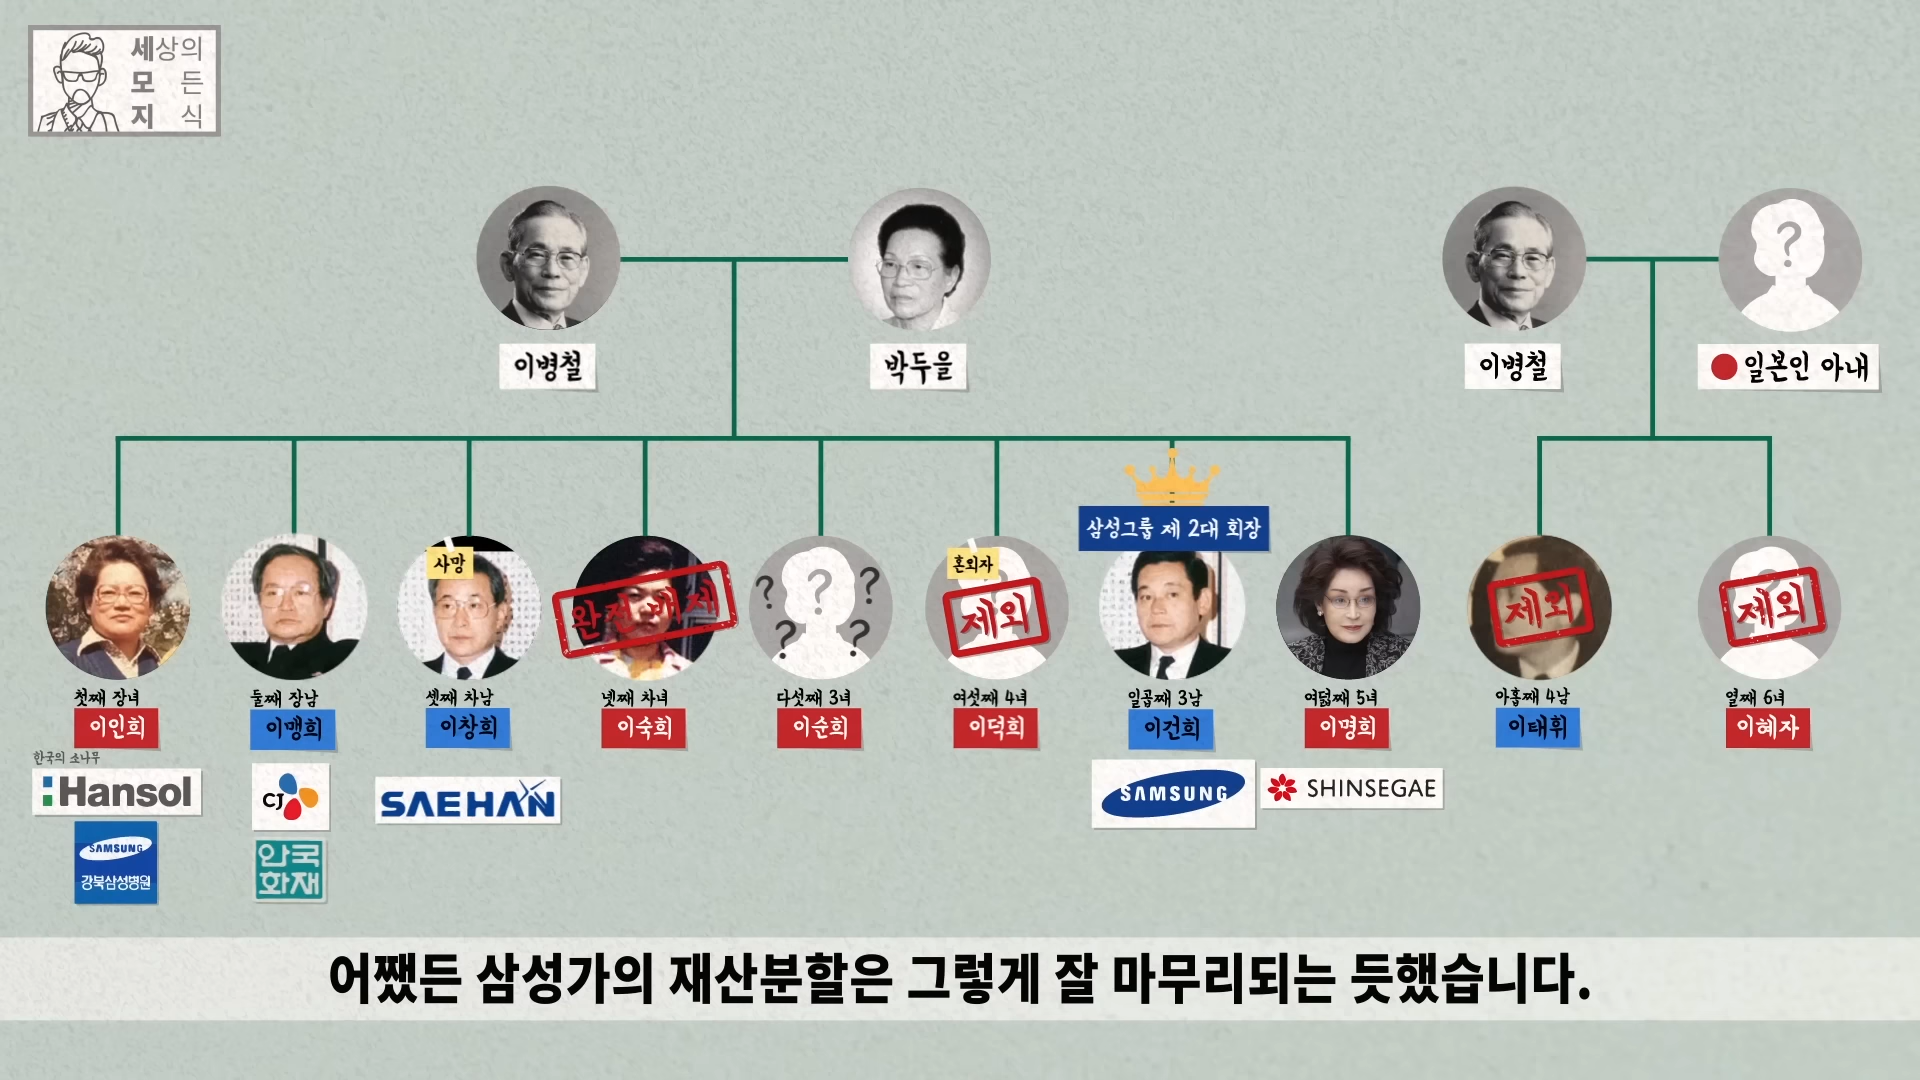 세상의
모든
지식
이병철
박두을
이병철
일본인 아내
삼성그룹 제 2대 회장
사망
혼외자
완전 배제
제외
제외
제외
첫째 장녀
이인희
둘째 장남
이맹희
셋째 차남
이창희
넷째 차녀
이숙희
다섯째 3녀
이순희
여섯째 4녀
이덕희
일곱째 3남
이건희
여덟째 5녀
이명희
아홉째 4남
이태휘
열째 6녀
이혜자
한국의 소나무
Hansol
SAMSUNG
강북삼성병원
CJ
안국
화재
SAEHAN
SAMSUNG
SHINSEGAE
어쨌든 삼성가의 재산분할은 그렇게 잘 마무리되는 듯했습니다.